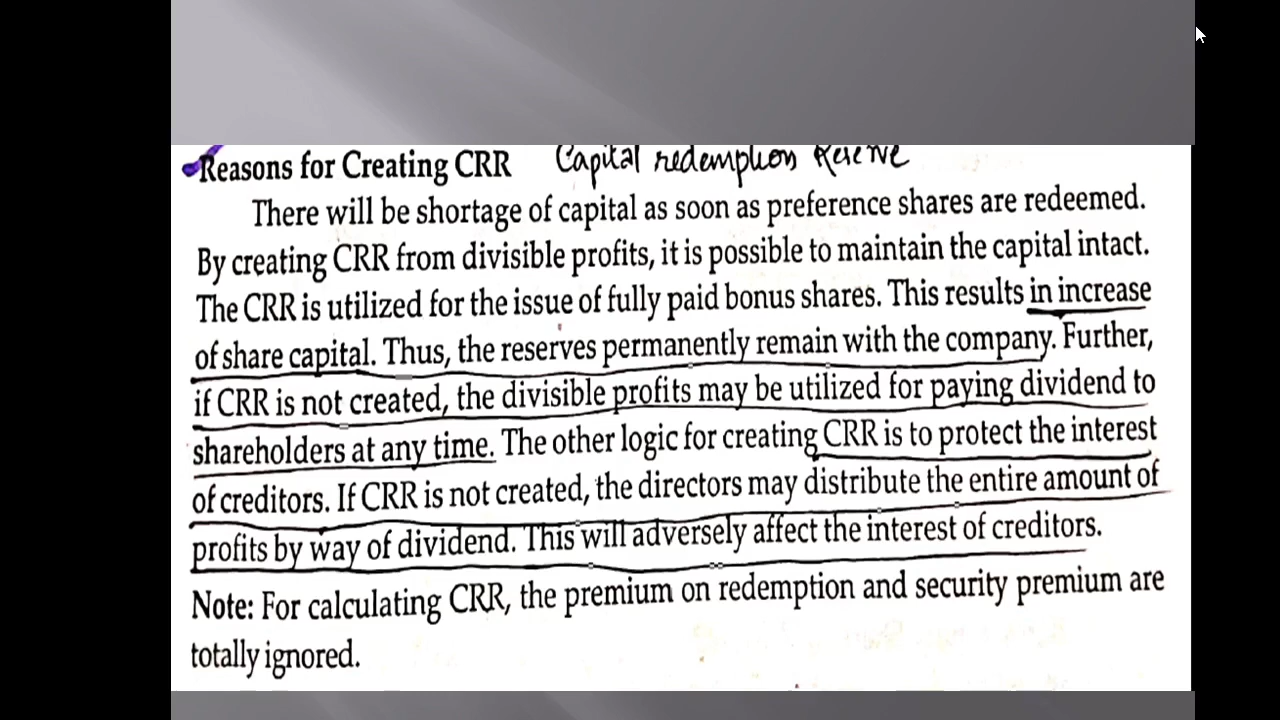 Reasons for Creating CRR Capital redemption Reserve
There will be shortage of capital as soon as preference shares are redeemed.
By creating CRR from divisible profits, it is possible to maintain the capital intact.
The CRR is utilized for the issue of fully paid bonus shares. This results in increase
of share capital. Thus, the reserves permanently remain with the company. Further,
if CRR is not created, the divisible profits may be utilized for paying dividend to
shareholders at any time. The other logic for creating CRR is to protect the interest
of creditors. If CRR is not created, the directors may distribute the entire amount of
profits by way of dividend. This will adversely affect the interest of creditors.
Note: For calculating CRR, the premium on redemption and security premium are
totally ignored.